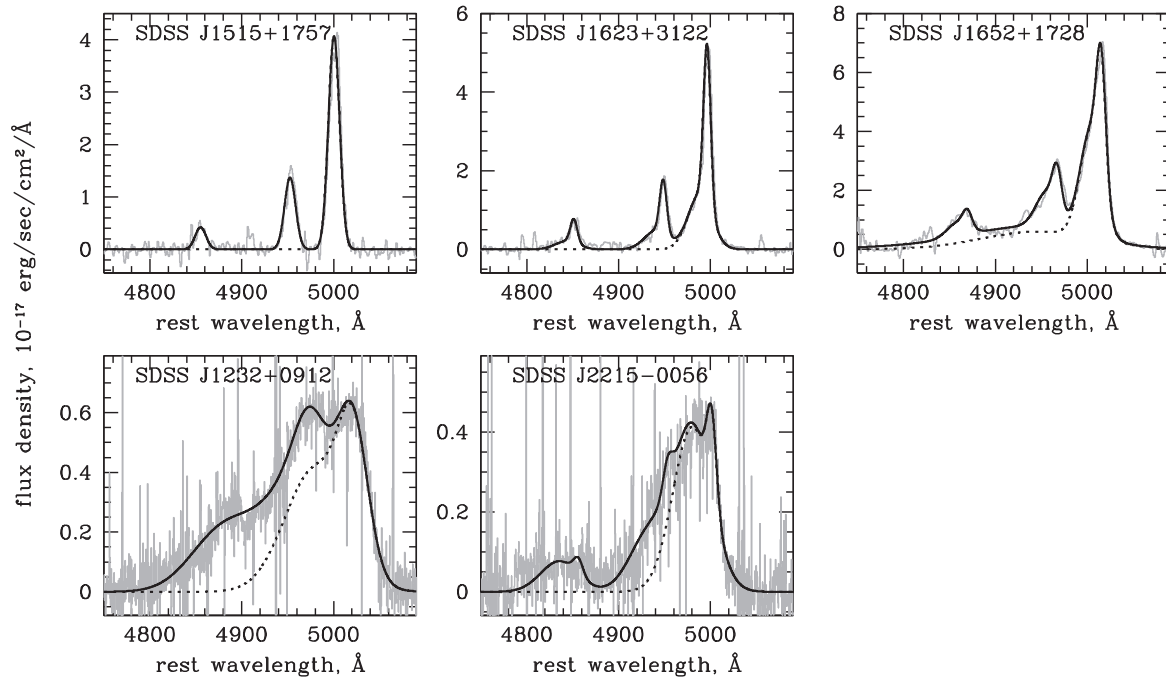 flux density, 10⁻¹⁷ erg/sec/cm²/Å
SDSS J1515+1757
4
3
2
1
0
4800 4900 5000
rest wavelength, Å
SDSS J1623+3122
6
4
2
0
4800 4900 5000
rest wavelength, Å
SDSS J1652+1728
8
6
4
2
0
4800 4900 5000
rest wavelength, Å
SDSS J1232+0912
0.6
0.4
0.2
0
4800 4900 5000
rest wavelength, Å
SDSS J2215−0056
0.4
0.2
0
4800 4900 5000
rest wavelength, Å